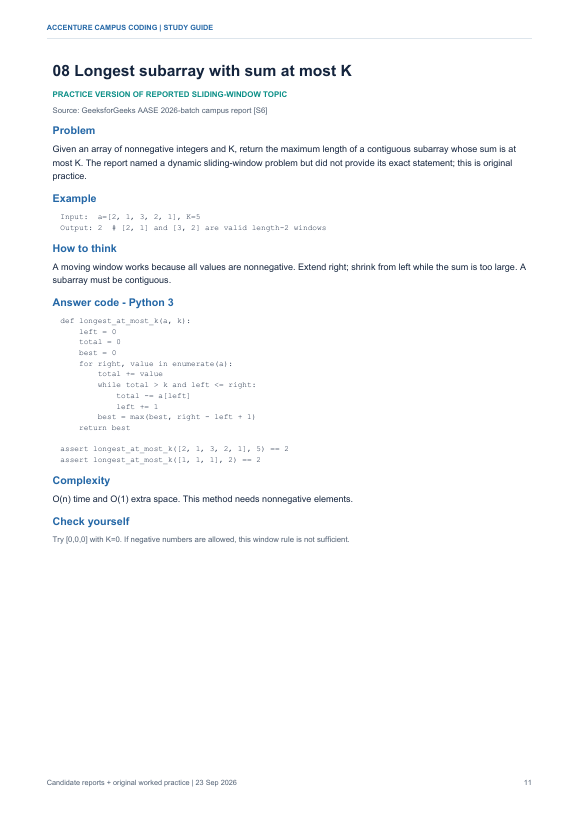 ACCENTURE CAMPUS CODING | STUDY GUIDE
08 Longest subarray with sum at most K
PRACTICE VERSION OF REPORTED SLIDING-WINDOW TOPIC
Source: GeeksforGeeks AASE 2026-batch campus report [S6]
Problem
Given an array of nonnegative integers and K, return the maximum length of a contiguous subarray whose sum is at
most K. The report named a dynamic sliding-window problem but did not provide its exact statement; this is original
practice.
Example
Input:  a=[2, 1, 3, 2, 1], K=5
Output: 2  # [2, 1] and [3, 2] are valid length-2 windows
How to think
A moving window works because all values are nonnegative. Extend right; shrink from left while the sum is too large. A
subarray must be contiguous.
Answer code - Python 3
def longest_at_most_k(a, k):
    left = 0
    total = 0
    best = 0
    for right, value in enumerate(a):
        total += value
        while total > k and left <= right:
            total -= a[left]
            left += 1
        best = max(best, right - left + 1)
    return best
assert longest_at_most_k([2, 1, 3, 2, 1], 5) == 2
assert longest_at_most_k([1, 1, 1], 2) == 2
Complexity
O(n) time and O(1) extra space. This method needs nonnegative elements.
Check yourself
Try [0,0,0] with K=0. If negative numbers are allowed, this window rule is not sufficient.
Candidate reports + original worked practice | 23 Sep 2026
11